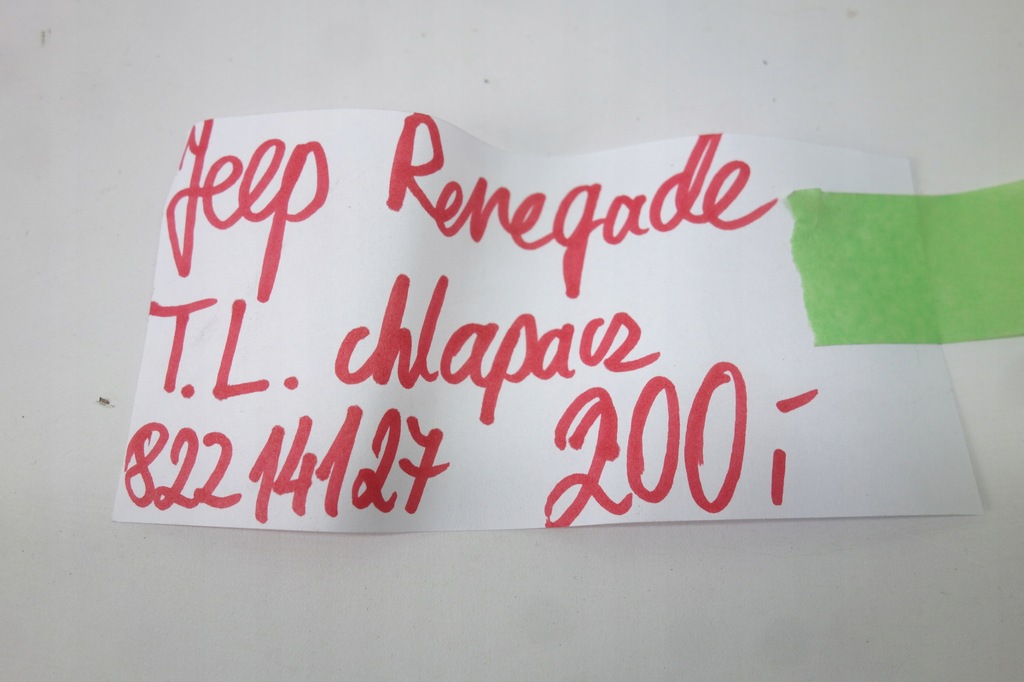 Jeep Renegade
T.L. chlapacz
82214127 200,-